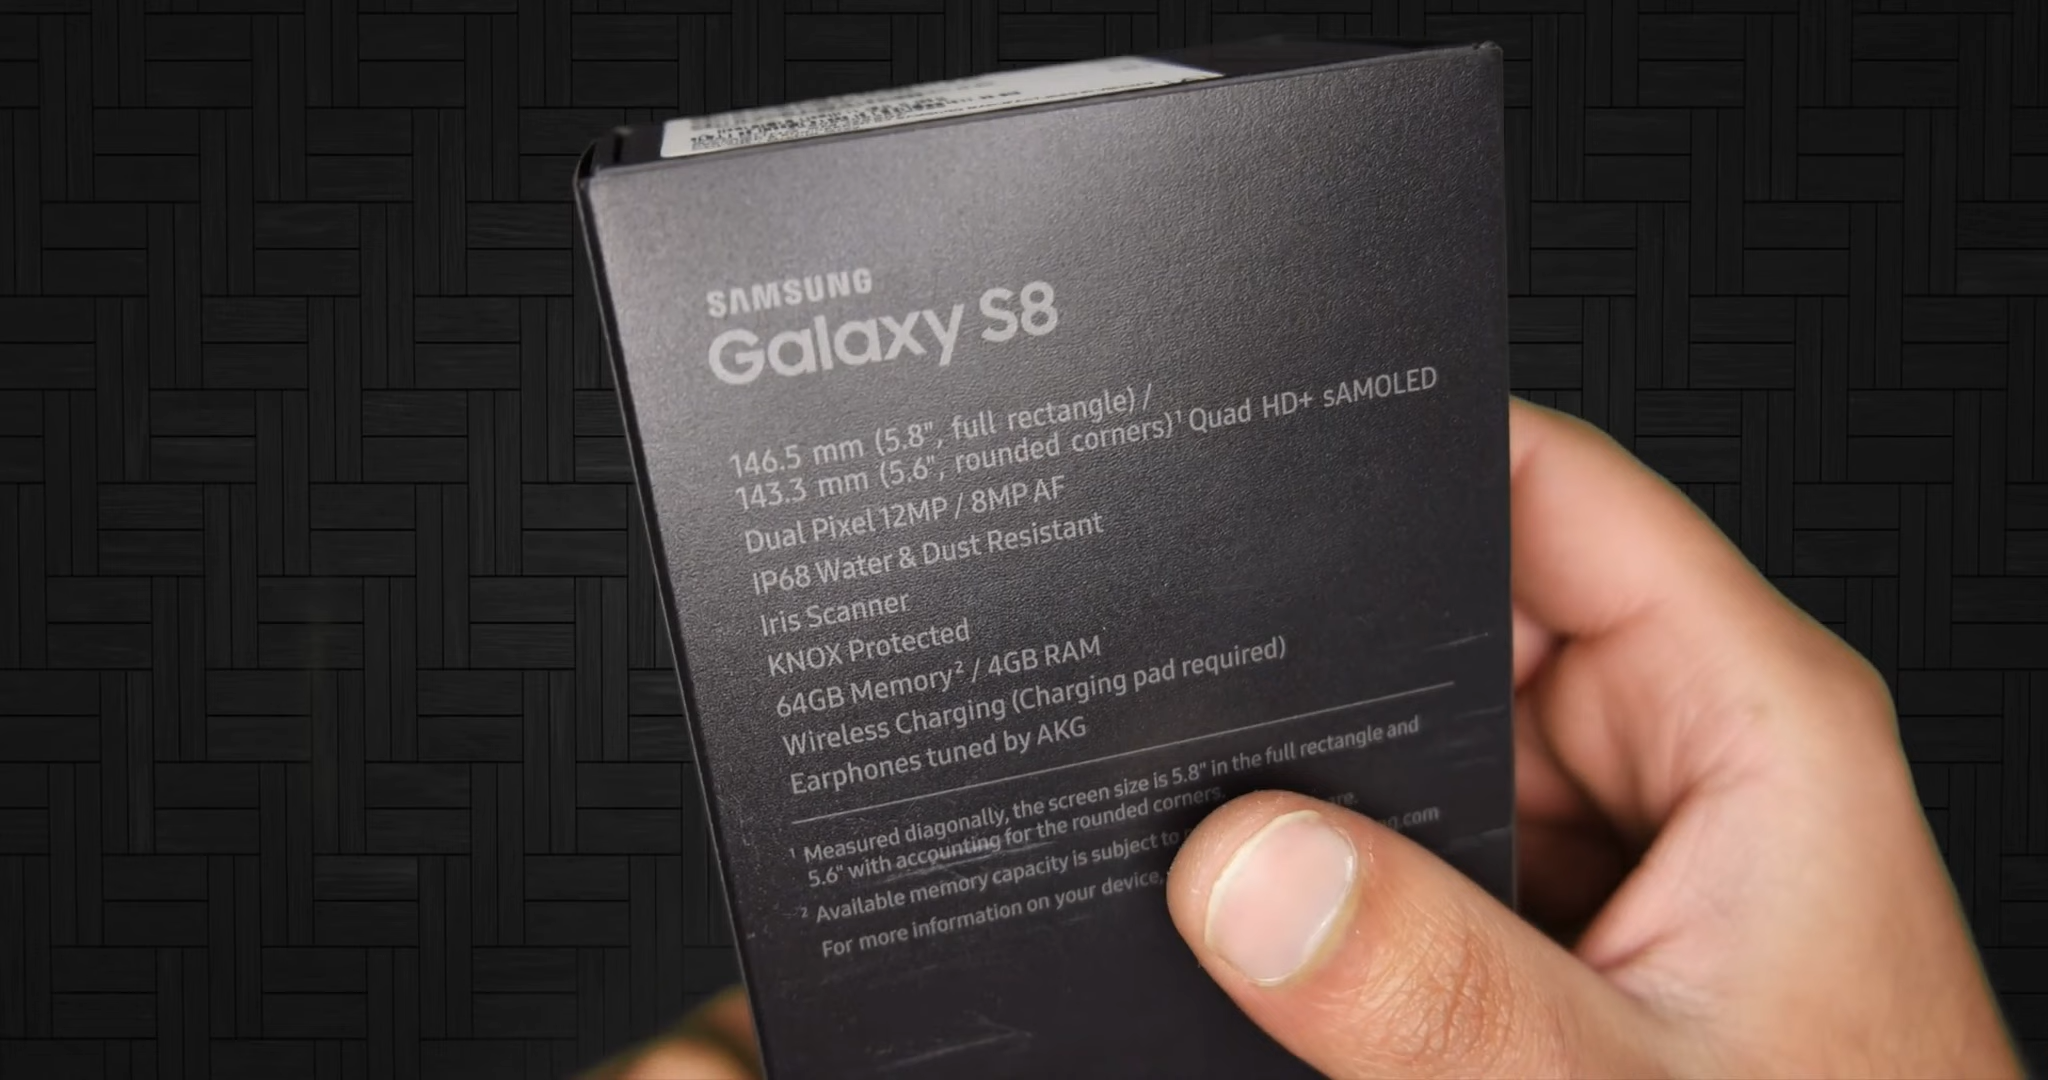 SAMSUNG
Galaxy S8
146.5 mm (5.8", full rectangle) /
143.3 mm (5.6", rounded corners)¹ Quad HD+ sAMOLED
Dual Pixel 12MP / 8MP AF
IP68 Water & Dust Resistant
Iris Scanner
KNOX Protected
64GB Memory² / 4GB RAM
Wireless Charging (Charging pad required)
Earphones tuned by AKG
¹ Measured diagonally, the screen size is 5.8" in the full rectangle and
5.6" with accounting for the rounded corners.
² Available memory capacity is subject to
For more information on your device, .com